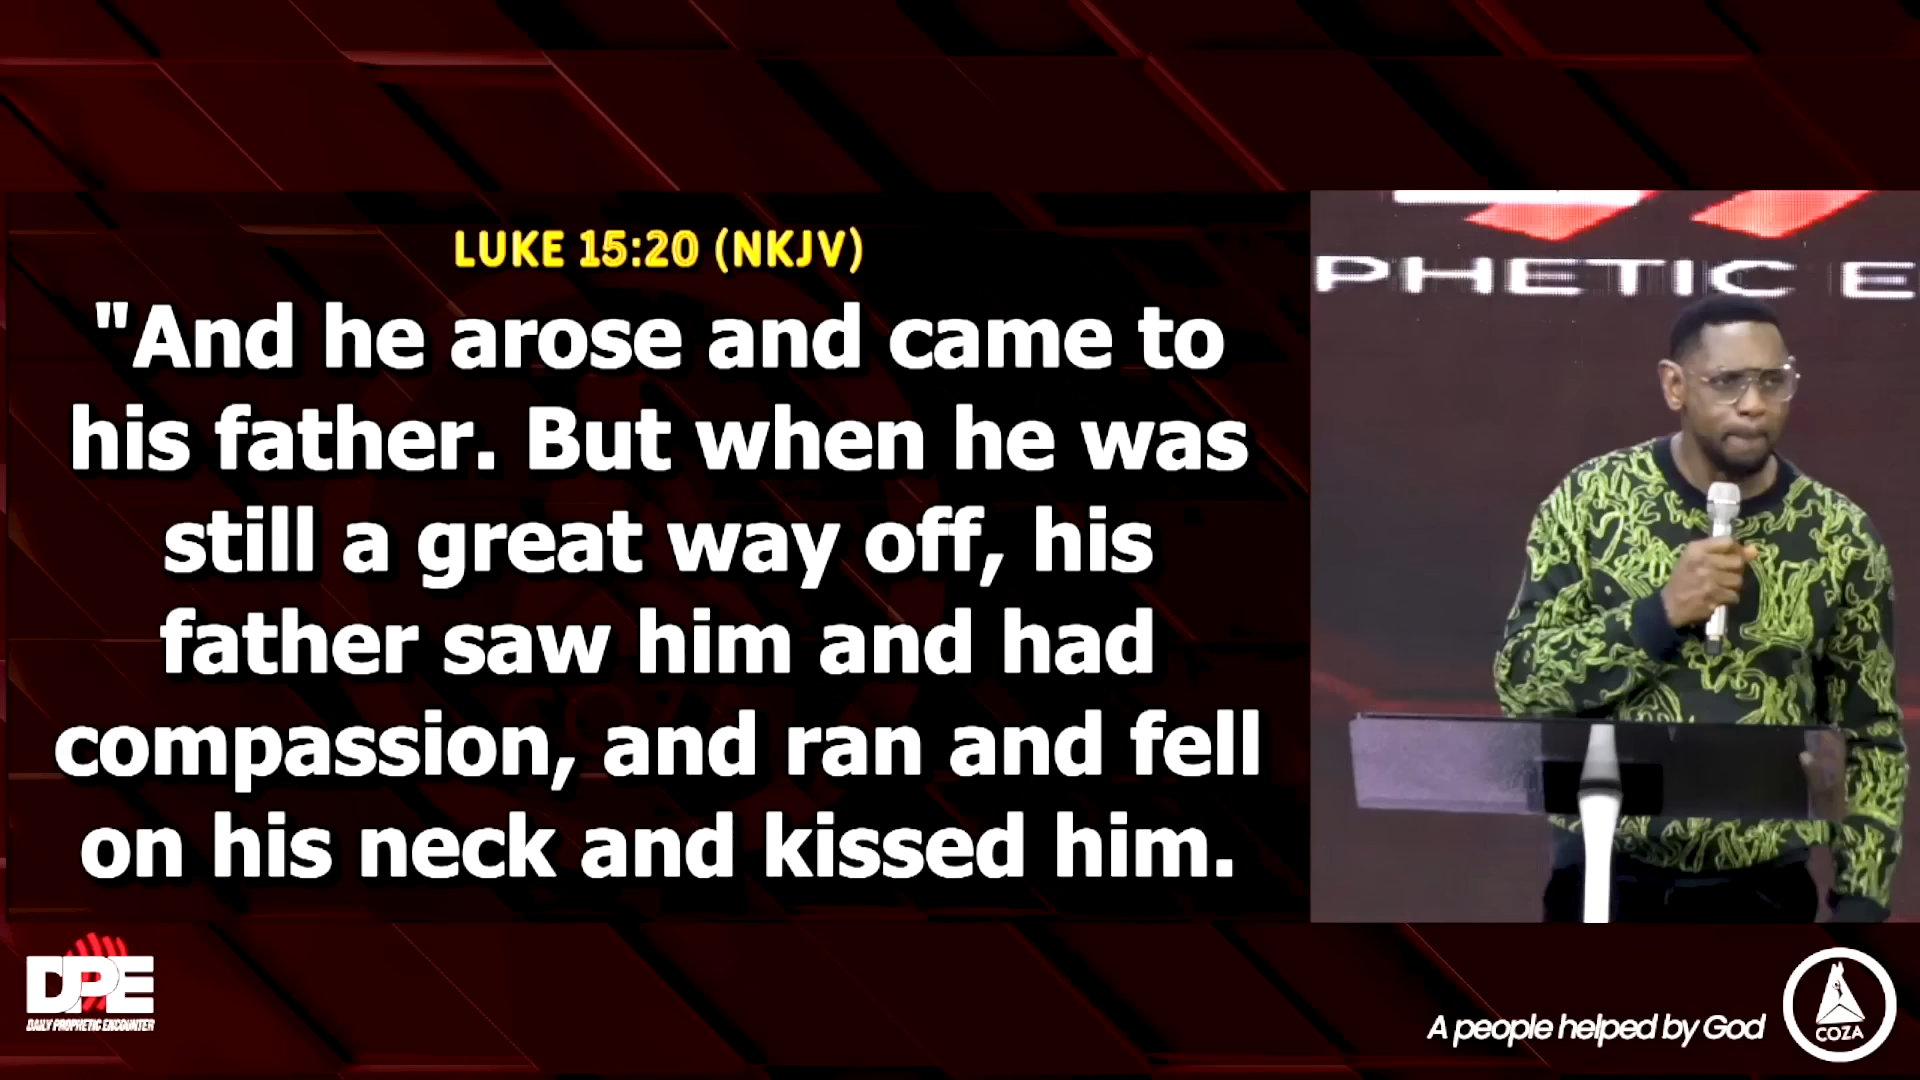 LUKE 15:20 (NKJV)
"And he arose and came to
his father. But when he was
still a great way off, his
father saw him and had
compassion, and ran and fell
on his neck and kissed him.
PHETIC E
DPE
DAILY PROPHETIC ENCOUNTER
A people helped by God
COZA